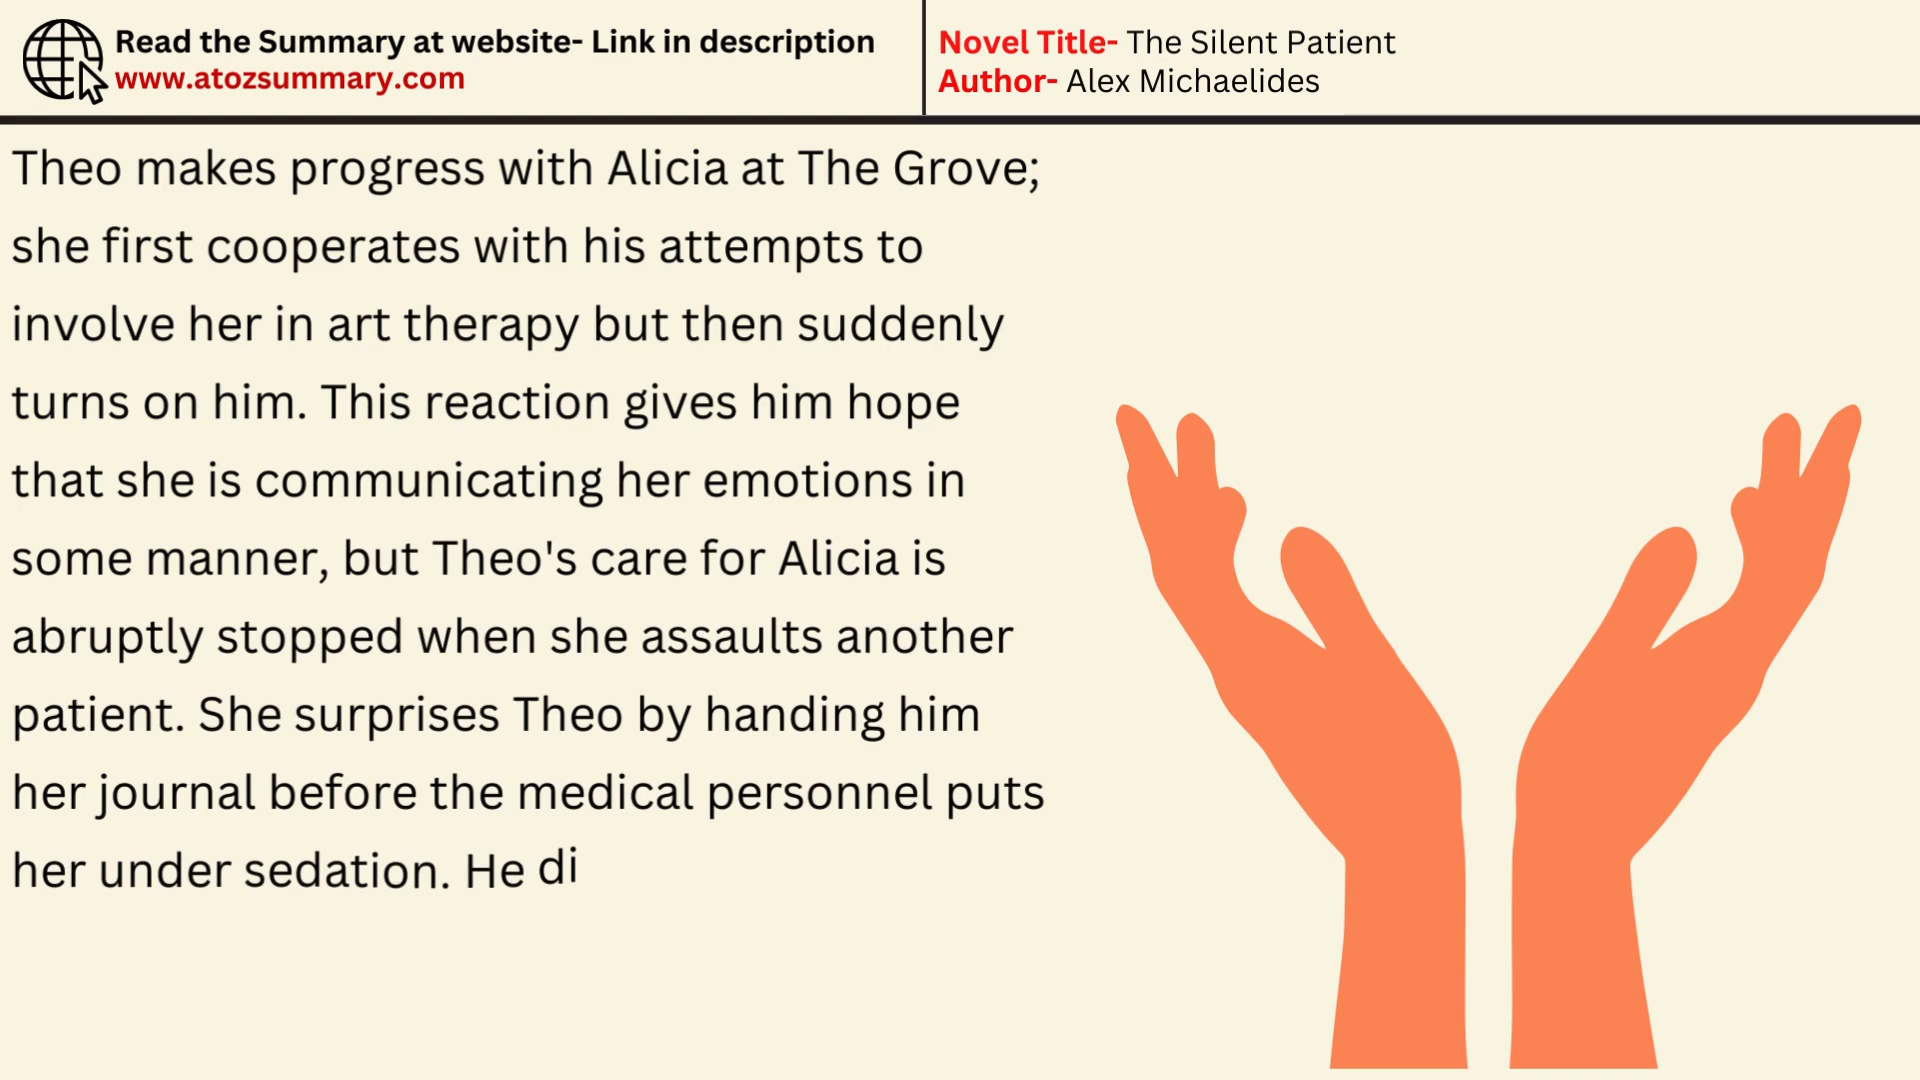 Read the Summary at website- Link in description
www.atozsummary.com
Novel Title- The Silent Patient
Author- Alex Michaelides
Theo makes progress with Alicia at The Grove;
she first cooperates with his attempts to
involve her in art therapy but then suddenly
turns on him. This reaction gives him hope
that she is communicating her emotions in
some manner, but Theo's care for Alicia is
abruptly stopped when she assaults another
patient. She surprises Theo by handing him
her journal before the medical personnel puts
her under sedation. He di